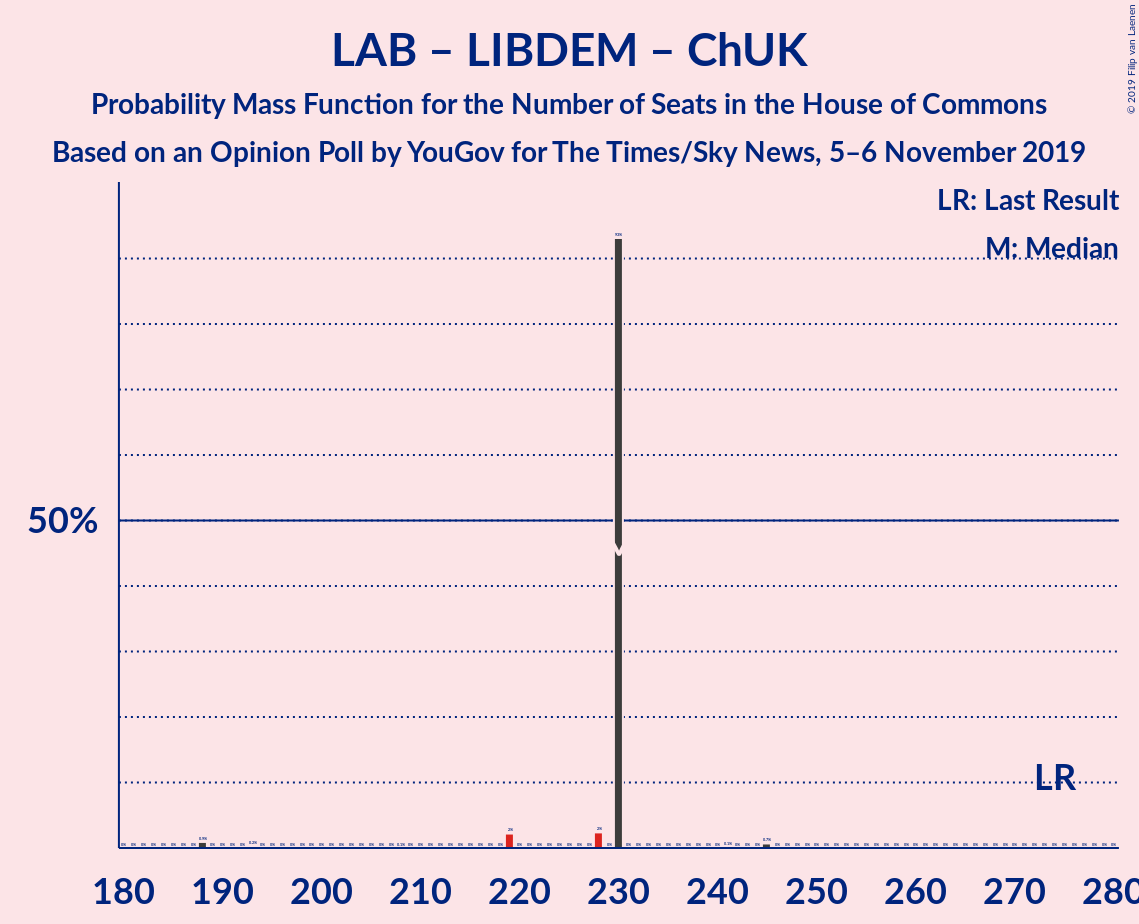 LAB – LIBDEM – ChUK
Probability Mass Function for the Number of Seats in the House of Commons
Based on an Opinion Poll by YouGov for The Times/Sky News, 5–6 November 2019
© 2019 Filip van Laenen
LR: Last Result
M: Median
50%
LR
180 190 200 210 220 230 240 250 260 270 280